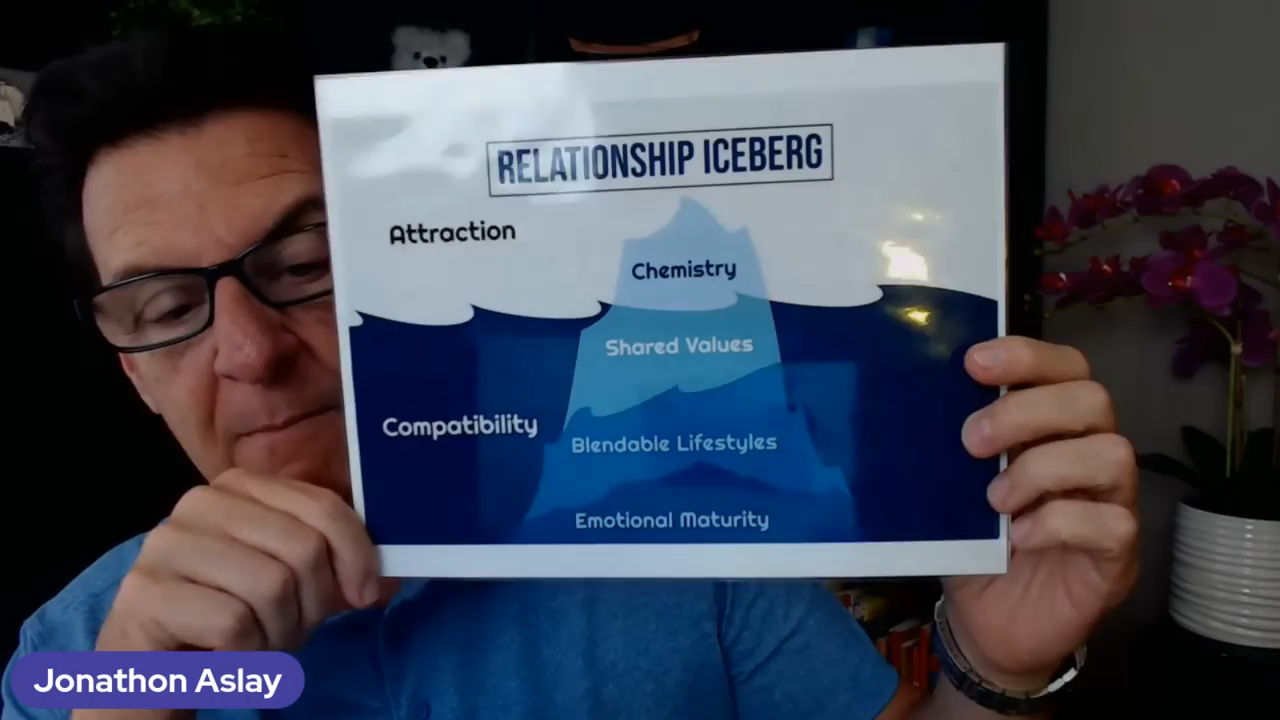 RELATIONSHIP ICEBERG
Attraction
Chemistry
Shared Values
Compatibility
Blendable Lifestyles
Emotional Maturity
Jonathon Aslay